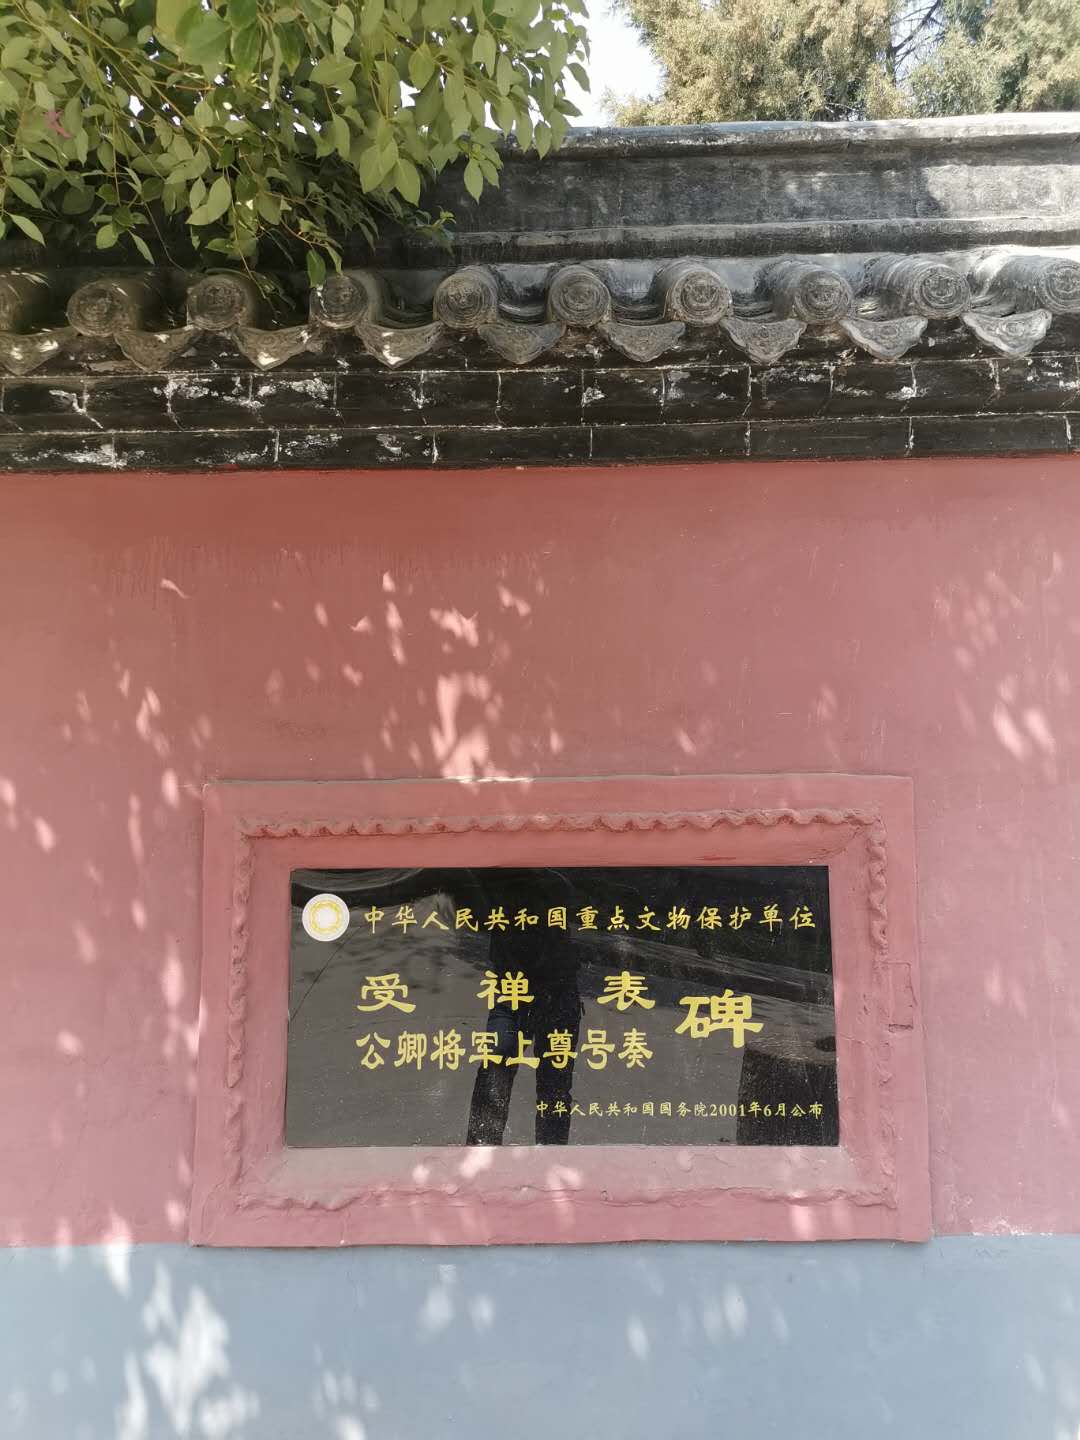 中华人民共和国重点文物保护单位
受禅表
公卿将军上尊号奏
碑
中华人民共和国国务院2001年6月公布